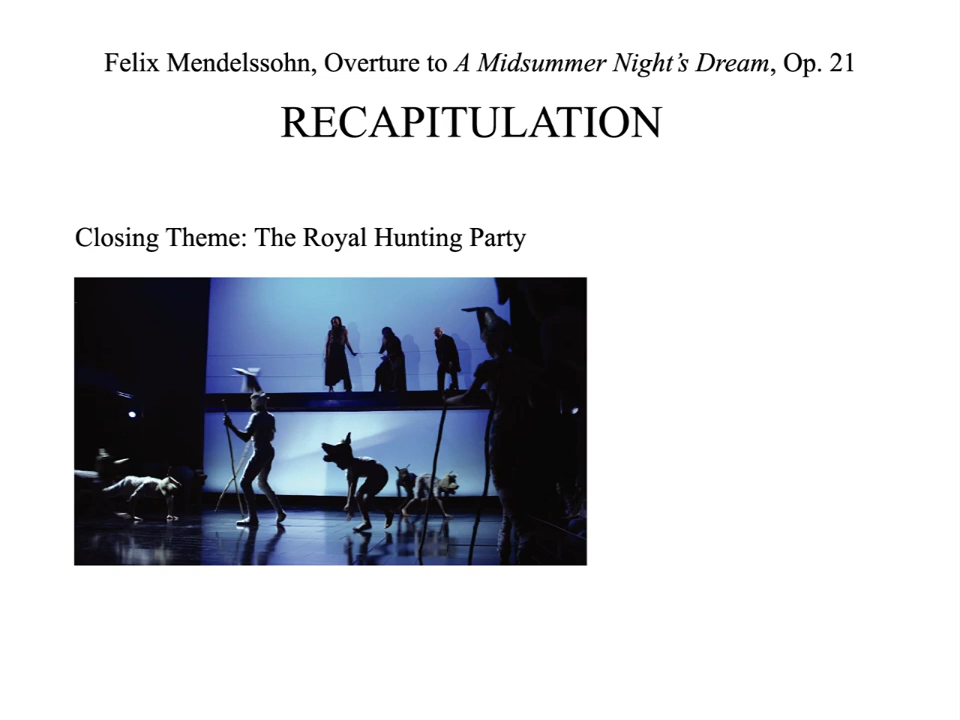 Felix Mendelssohn, Overture to A Midsummer Night’s Dream, Op. 21
RECAPITULATION
Closing Theme: The Royal Hunting Party